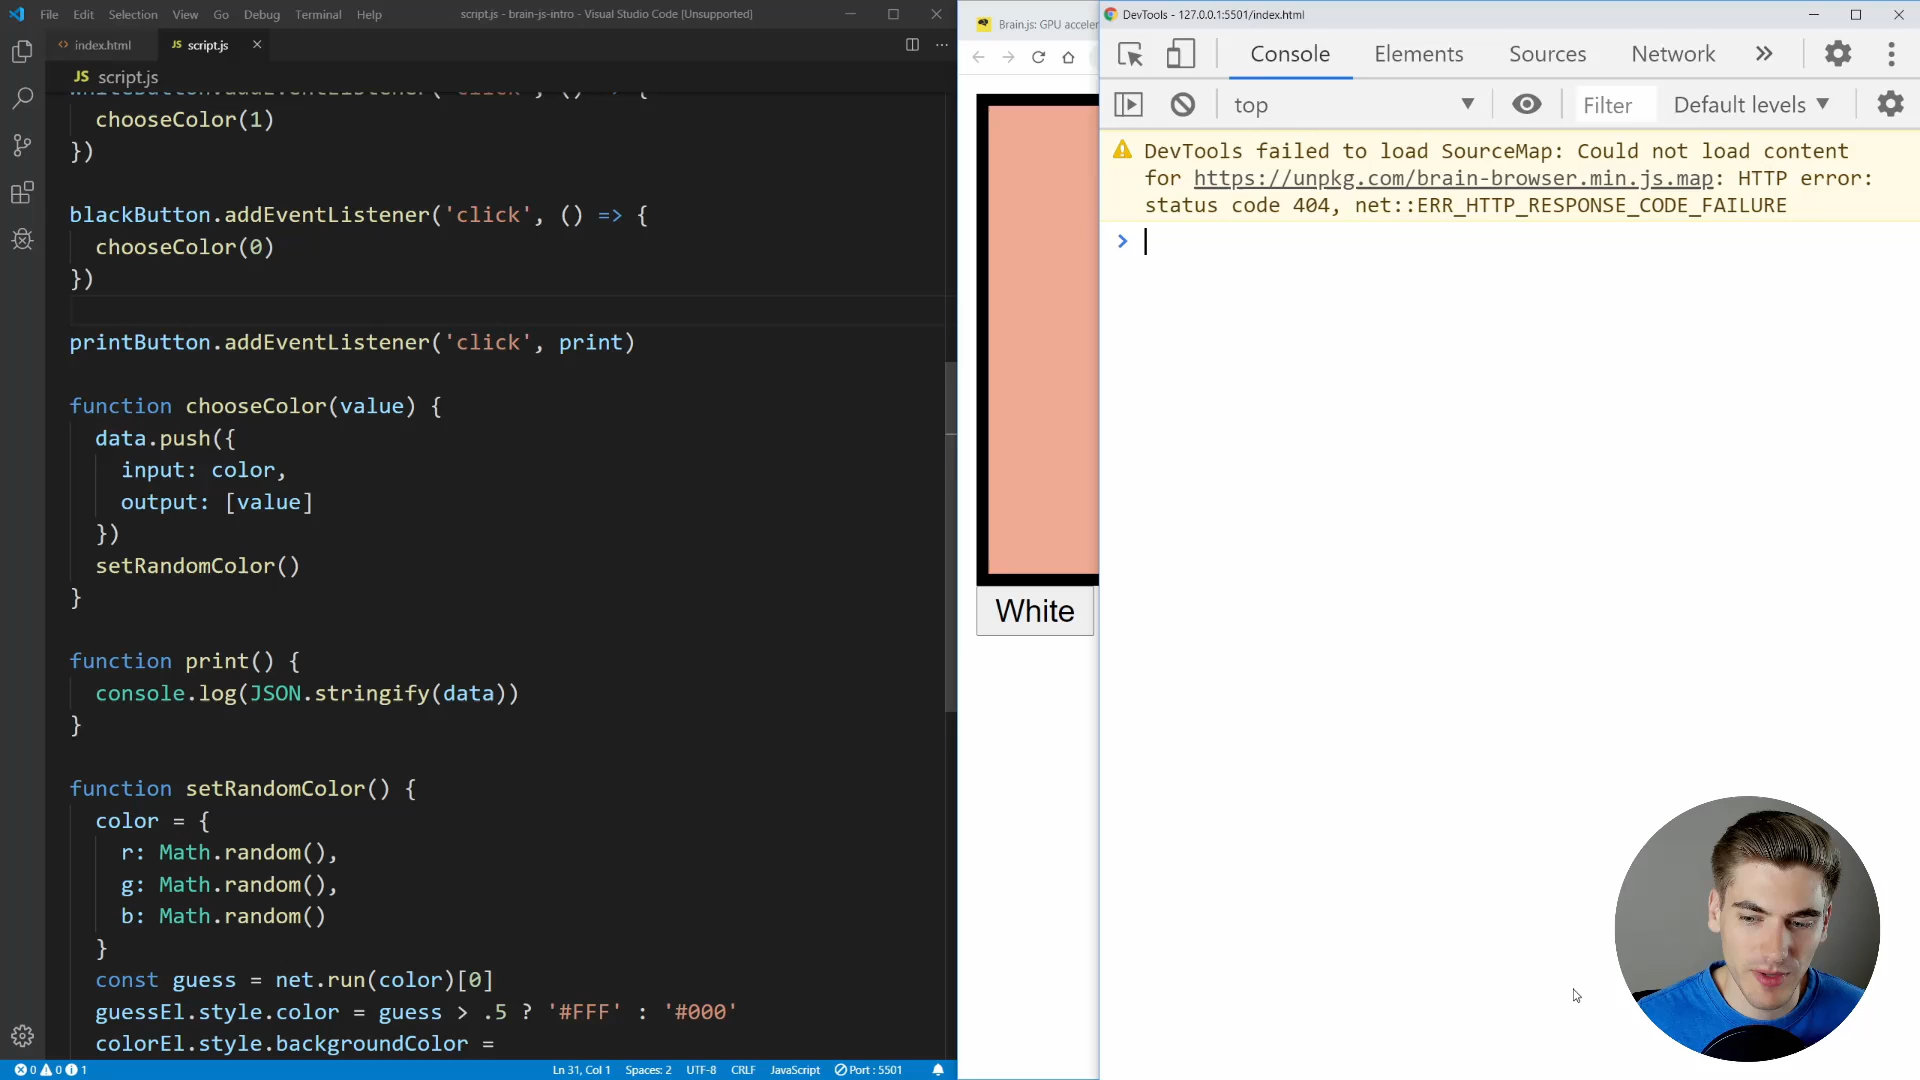 File Edit Selection View Go Debug Terminal Help
script.js - brain-js-intro - Visual Studio Code [Unsupported]
index.html
JS script.js
JS script.js
whiteButton.addEventListener('click', () => {
chooseColor(1)
})
blackButton.addEventListener('click', () => {
chooseColor(0)
})
printButton.addEventListener('click', print)
function chooseColor(value) {
data.push({
input: color,
output: [value]
})
setRandomColor()
}
function print() {
console.log(JSON.stringify(data))
}
function setRandomColor() {
color = {
r: Math.random(),
g: Math.random(),
b: Math.random()
}
const guess = net.run(color)[0]
guessEl.style.color = guess > .5 ? '#FFF' : '#000'
colorEl.style.backgroundColor =
0 0 1
Ln 31, Col 1 Spaces: 2 UTF-8 CRLF JavaScript Port : 5501
Brain.js: GPU acceler
White
DevTools - 127.0.0.1:5501/index.html
Console Elements Sources Network
top Filter Default levels
DevTools failed to load SourceMap: Could not load content
for https://unpkg.com/brain-browser.min.js.map: HTTP error:
status code 404, net::ERR_HTTP_RESPONSE_CODE_FAILURE
>